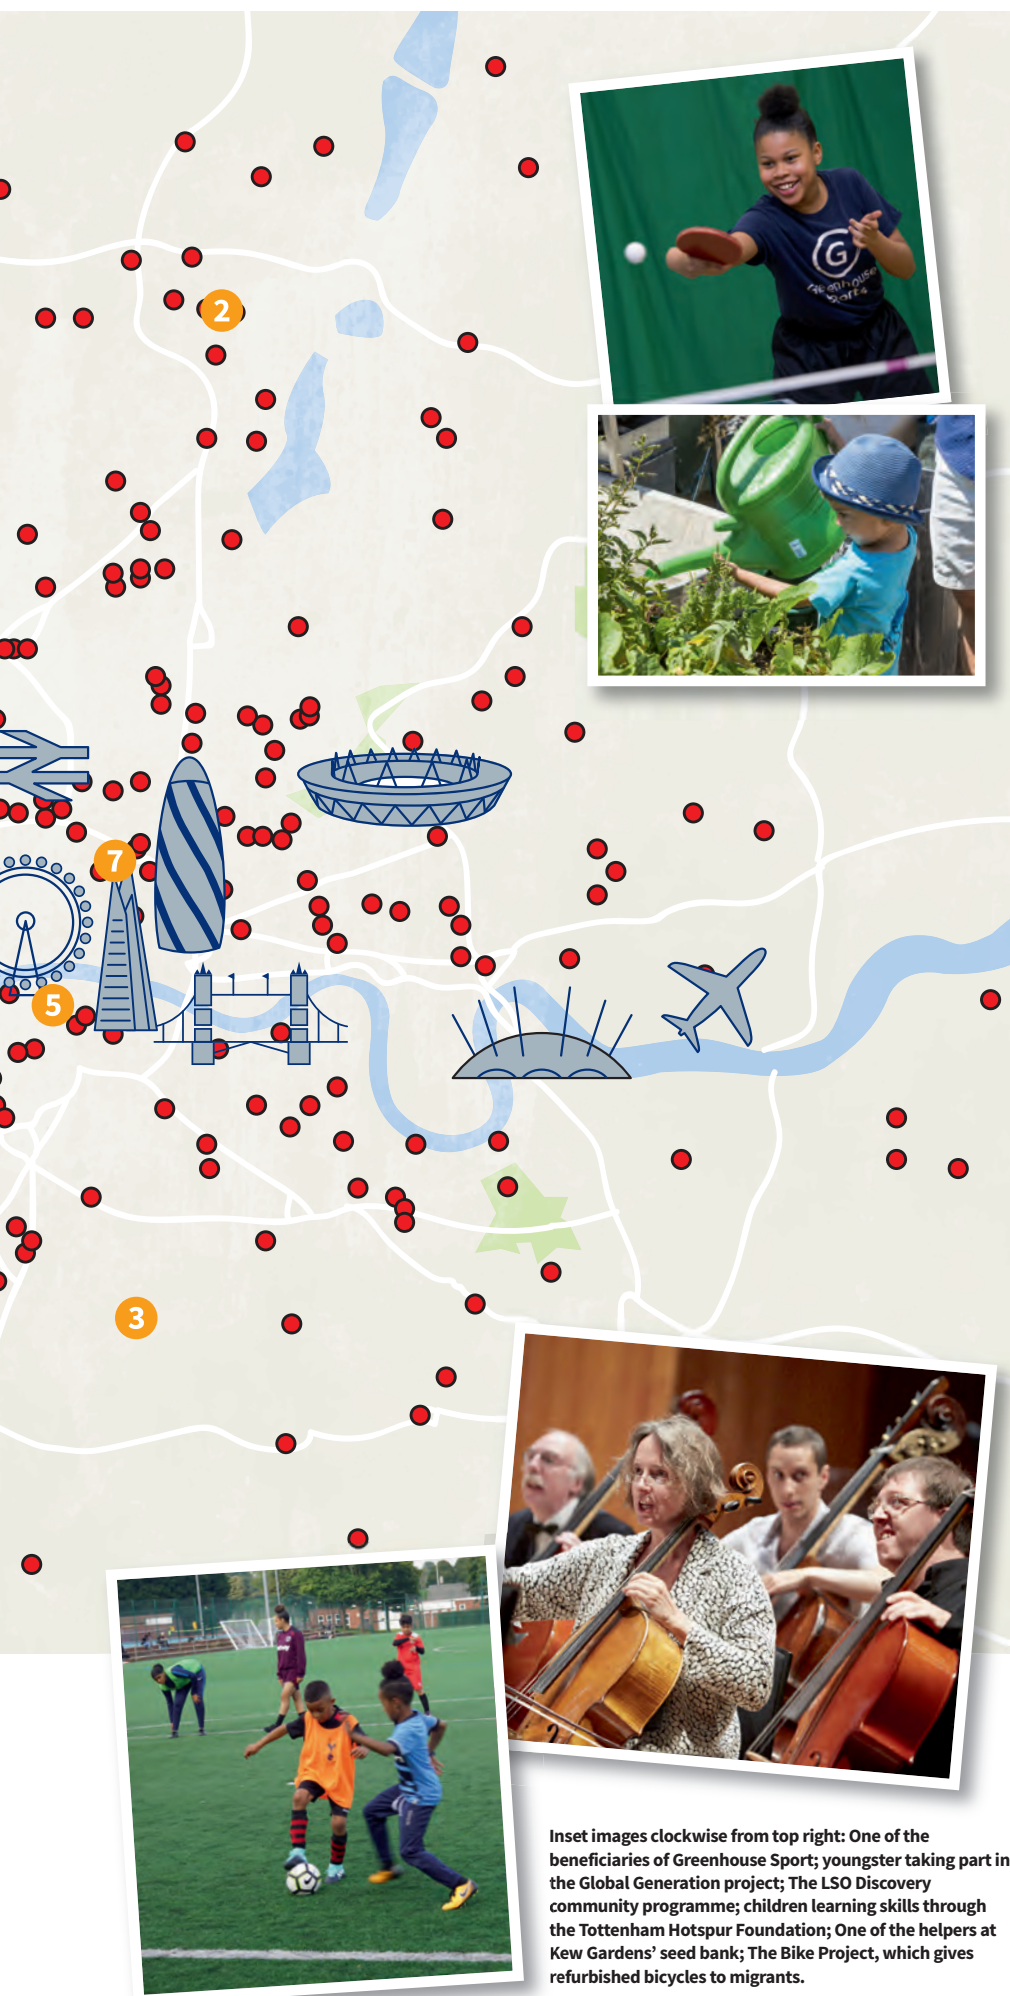 G
Greenhouse
Sports
2
7
5
3
Inset images clockwise from top right: One of the
beneficiaries of Greenhouse Sport; youngster taking part in
the Global Generation project; The LSO Discovery
community programme; children learning skills through
the Tottenham Hotspur Foundation; One of the helpers at
Kew Gardens’ seed bank; The Bike Project, which gives
refurbished bicycles to migrants.